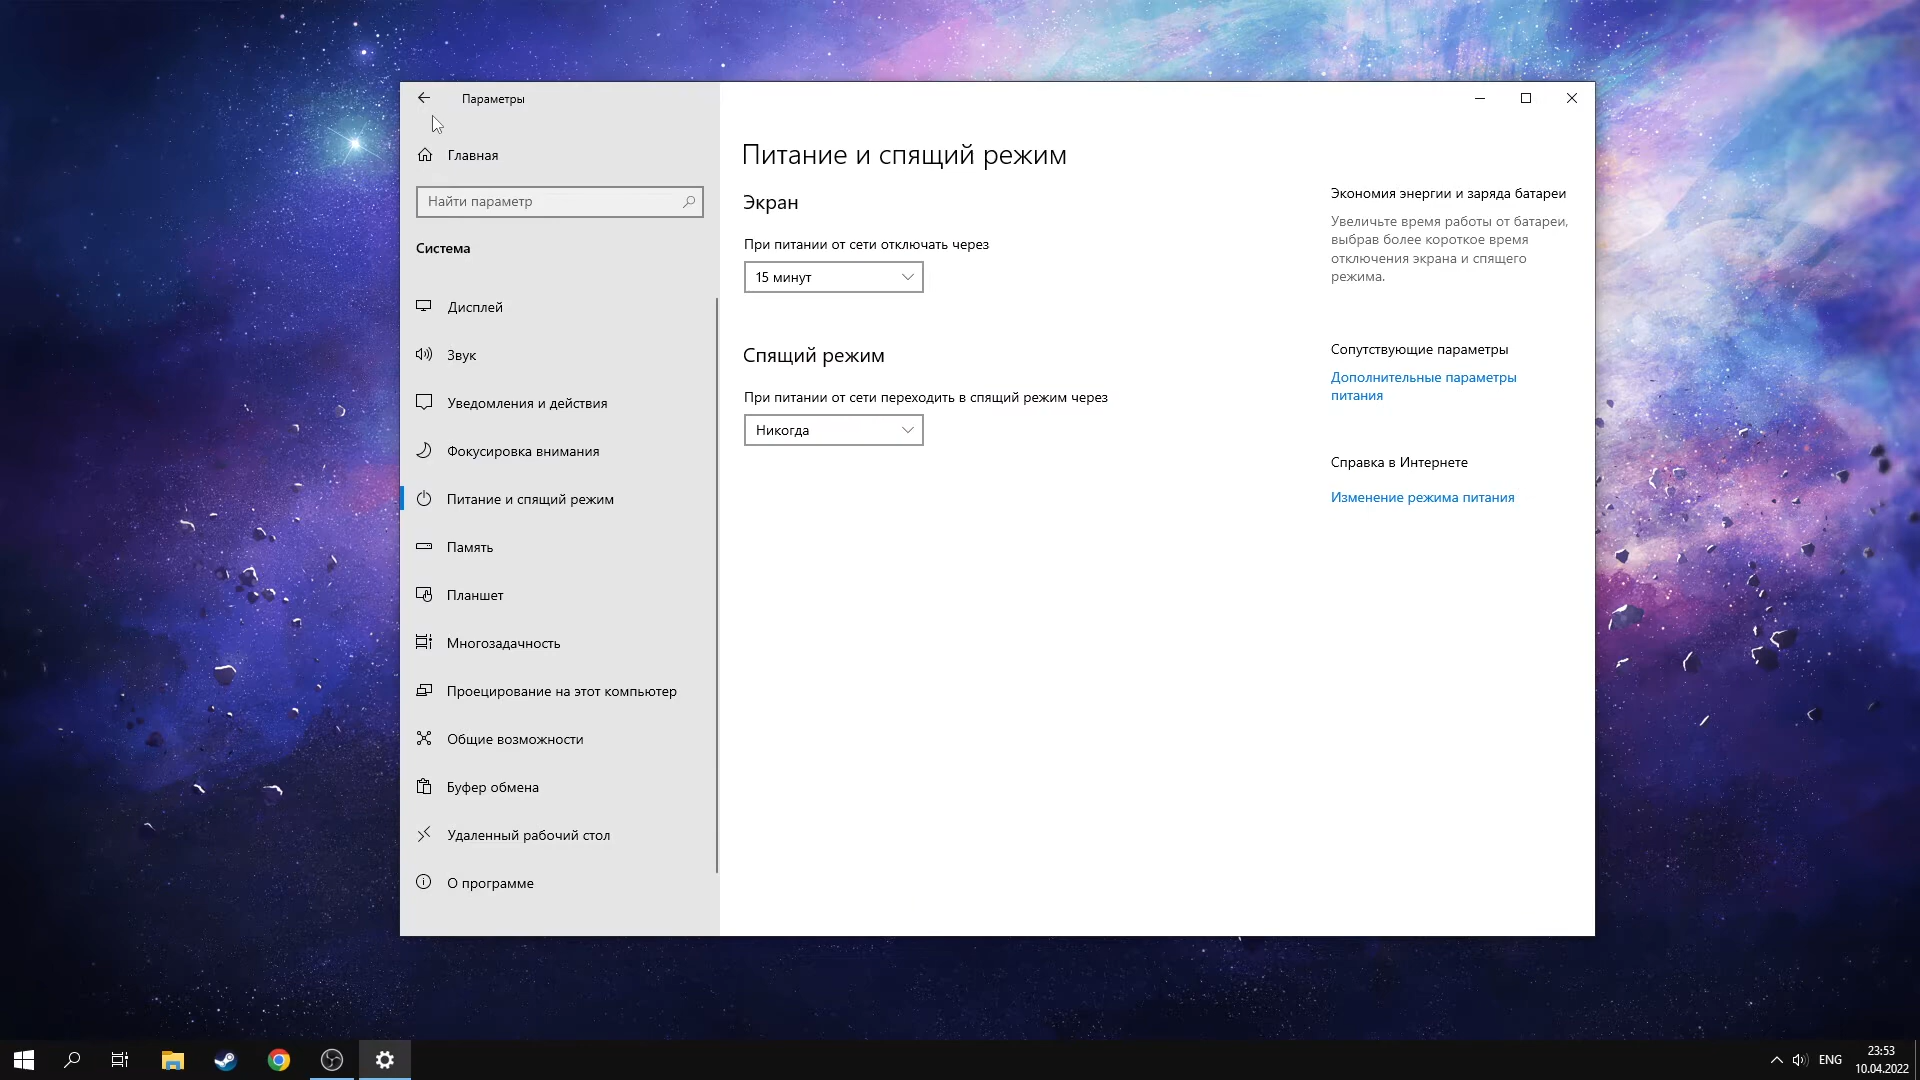 Параметры
Главная
Найти параметр
Система
Дисплей
Звук
Уведомления и действия
Фокусировка внимания
Питание и спящий режим
Память
Планшет
Многозадачность
Проецирование на этот компьютер
Общие возможности
Буфер обмена
Удаленный рабочий стол
О программе
Питание и спящий режим
Экран
При питании от сети отключать через
15 минут
Спящий режим
При питании от сети переходить в спящий режим через
Никогда
Экономия энергии и заряда батареи
Увеличьте время работы от батареи,
выбрав более короткое время
отключения экрана и спящего
режима.
Сопутствующие параметры
Дополнительные параметры
питания
Справка в Интернете
Изменение режима питания
ENG
23:53
10.04.2022